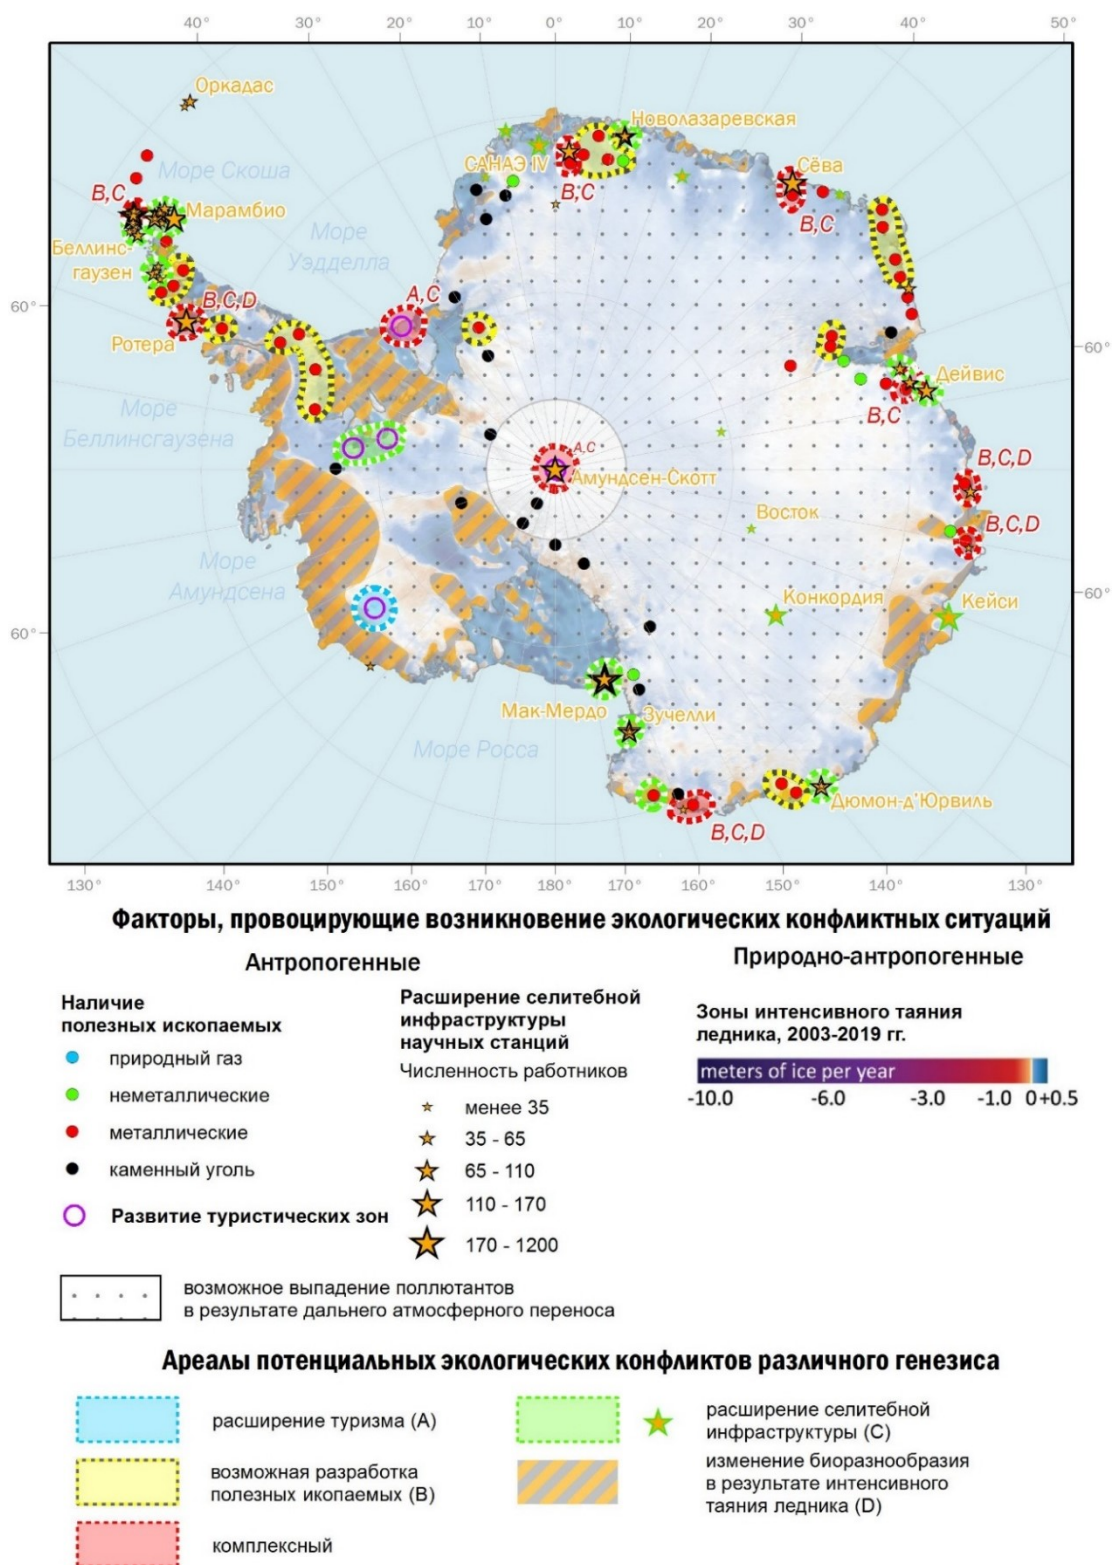 40° 30° 20° 10° 0° 10° 20° 30° 40° 50°
Оркадас
Новолазаревская
Море Скоша
САНАЭ IV
Сёва
B,C
B,C
Марамбио
B,C
Беллинс-
гаузен
Море
Уэдделла
B,C,D
A,C
60°
Ротера
60°
Дейвис
B,C
Море
Беллинсгаузена
A,C
Амундсен-Скотт
B,C,D
Восток
B,C,D
Море
Амундсена
Конкордия
Кейси
60°
60°
Мак-Мердо
Зучелли
Море Росса
Дюмон-д'Юрвиль
B,C,D
130° 140° 150° 160° 170° 180° 170° 160° 150° 140° 130°
Факторы, провоцирующие возникновение экологических конфликтных ситуаций
Антропогенные
Природно-антропогенные
Наличие
полезных ископаемых
природный газ
неметаллические
металлические
каменный уголь
Развитие туристических зон
Расширение селитебной
инфраструктуры
научных станций
Численность работников
менее 35
35 - 65
65 - 110
110 - 170
170 - 1200
Зоны интенсивного таяния
ледника, 2003-2019 гг.
meters of ice per year
-10.0 -6.0 -3.0 -1.0 0 +0.5
возможное выпадение поллютантов
в результате дальнего атмосферного переноса
Ареалы потенциальных экологических конфликтов различного генезиса
расширение туризма (А)
возможная разработка
полезных икопаемых (В)
комплексный
расширение селитебной
инфраструктуры (С)
изменение биоразнообразия
в результате интенсивного
таяния ледника (D)